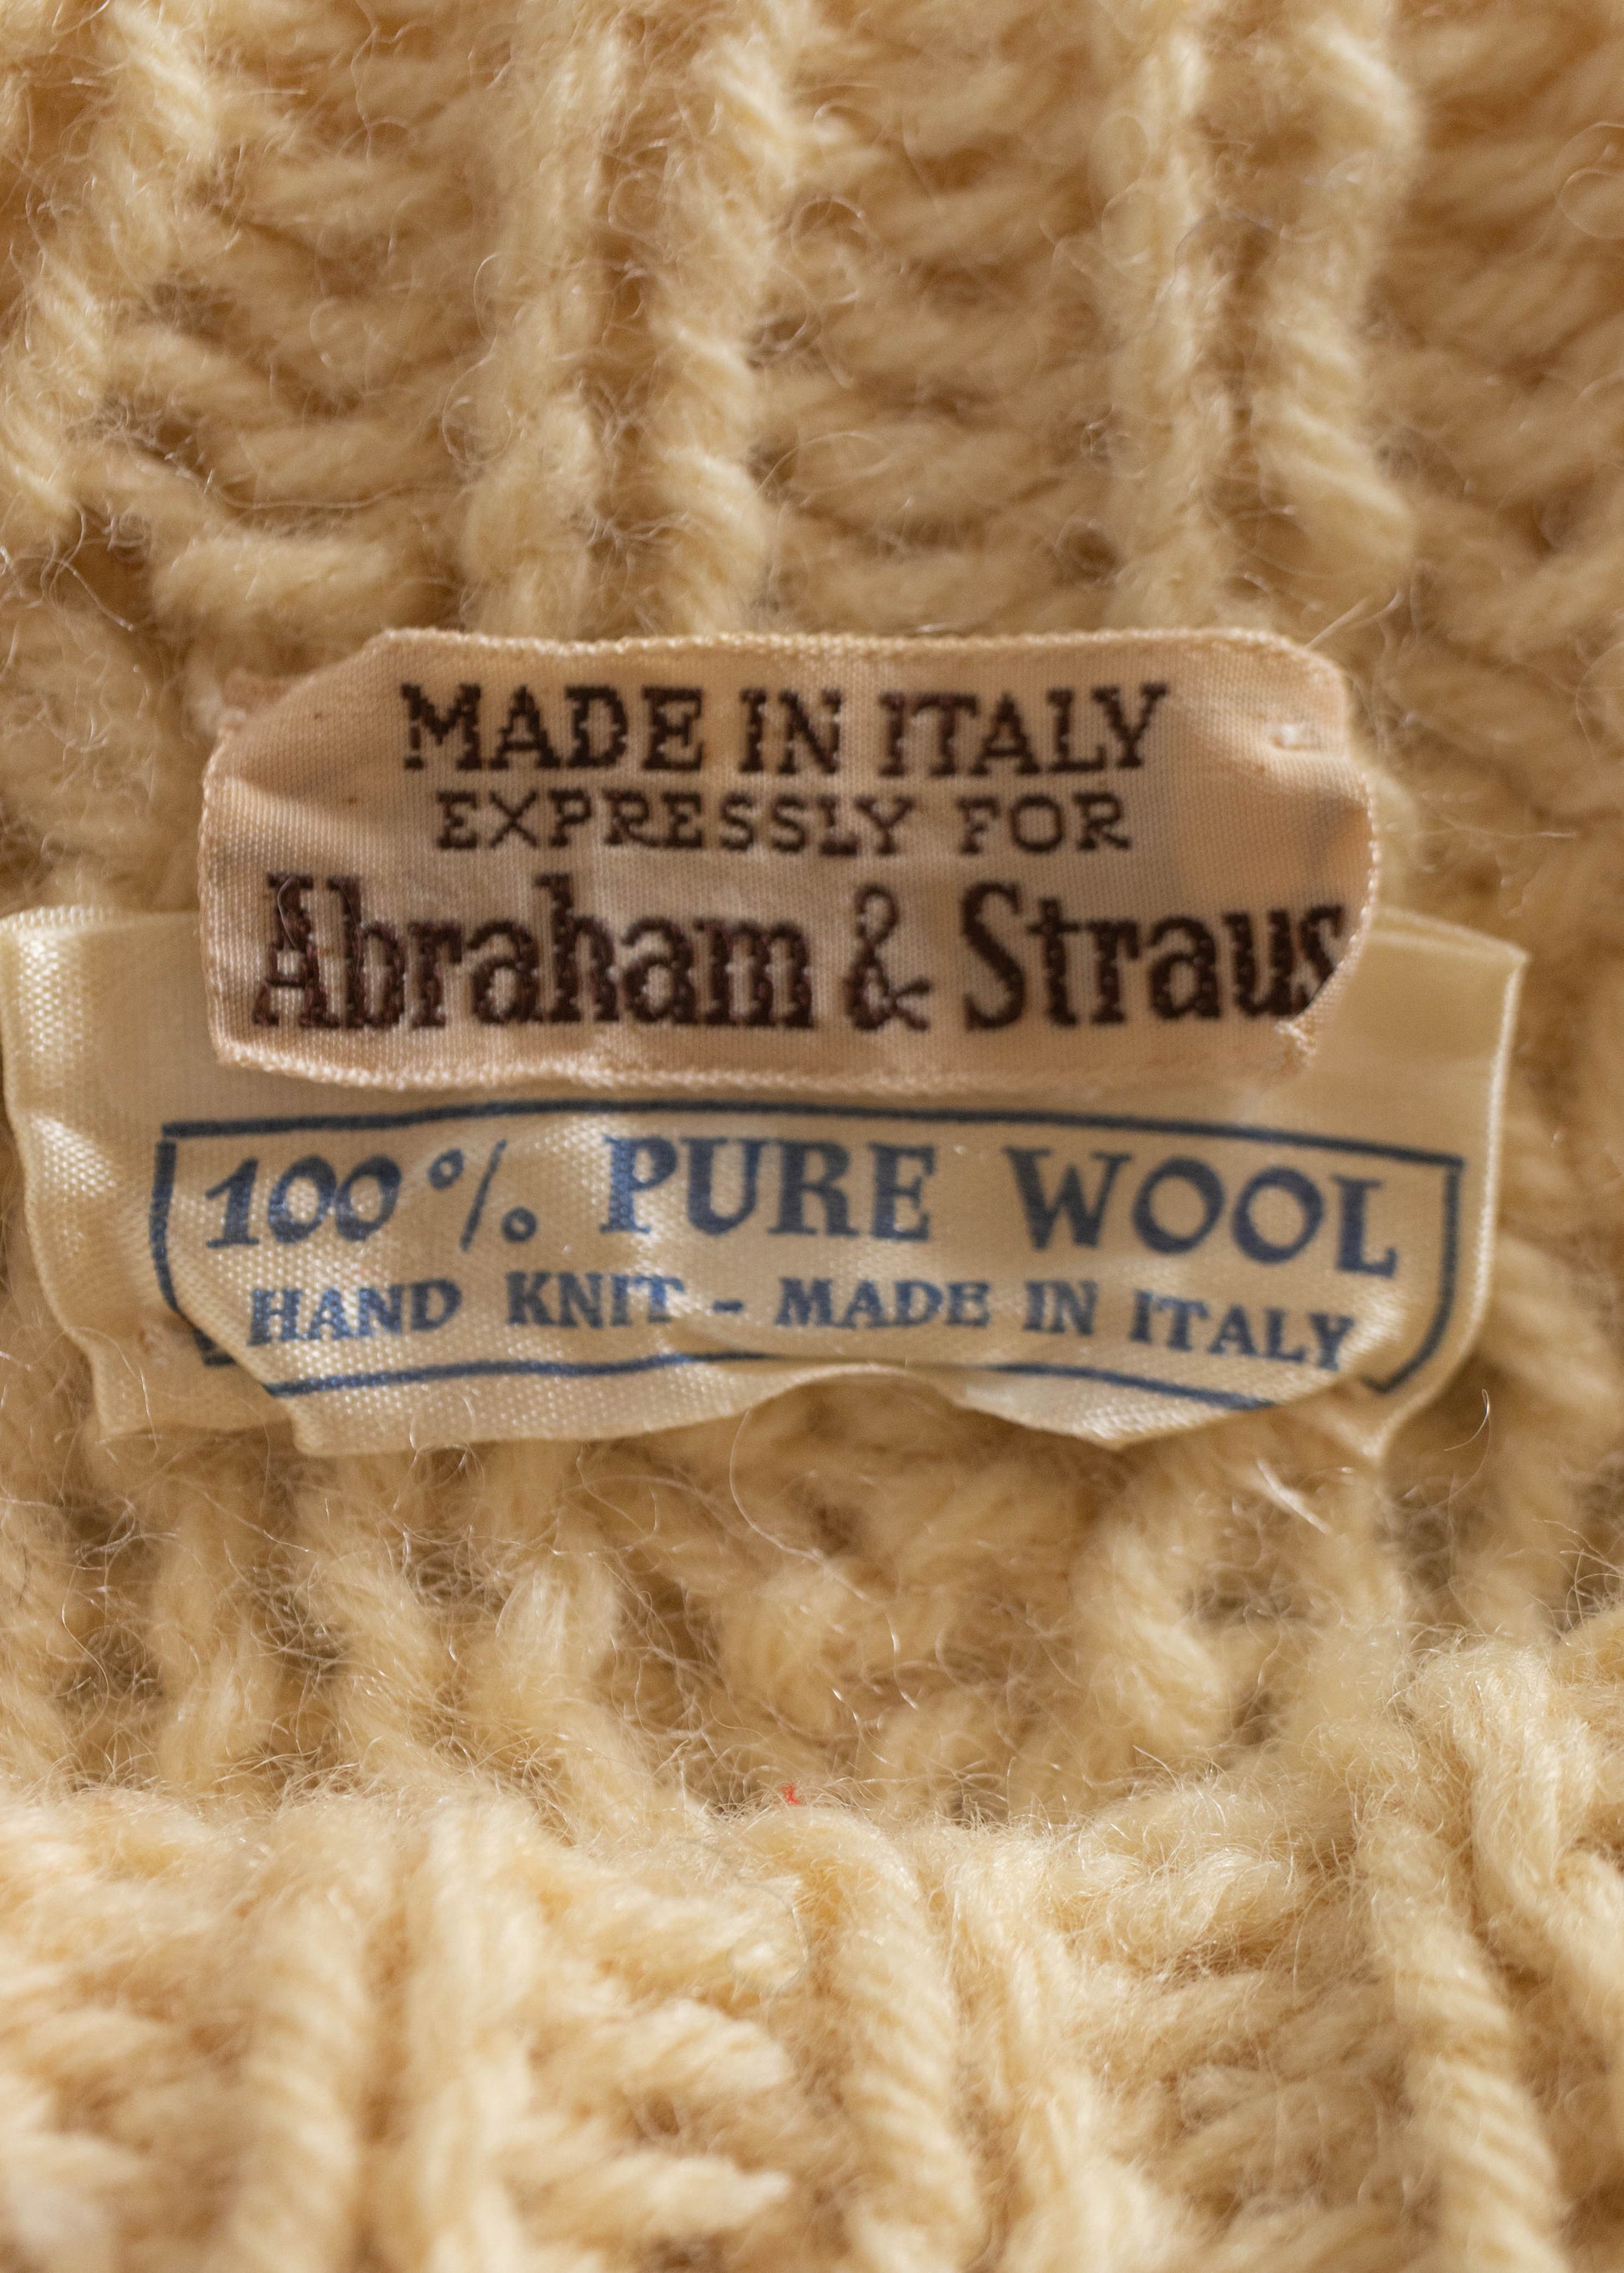 MADE IN ITALY
EXPRESSLY FOR
Abraham & Straus
100% PURE WOOL
HAND KNIT - MADE IN ITALY